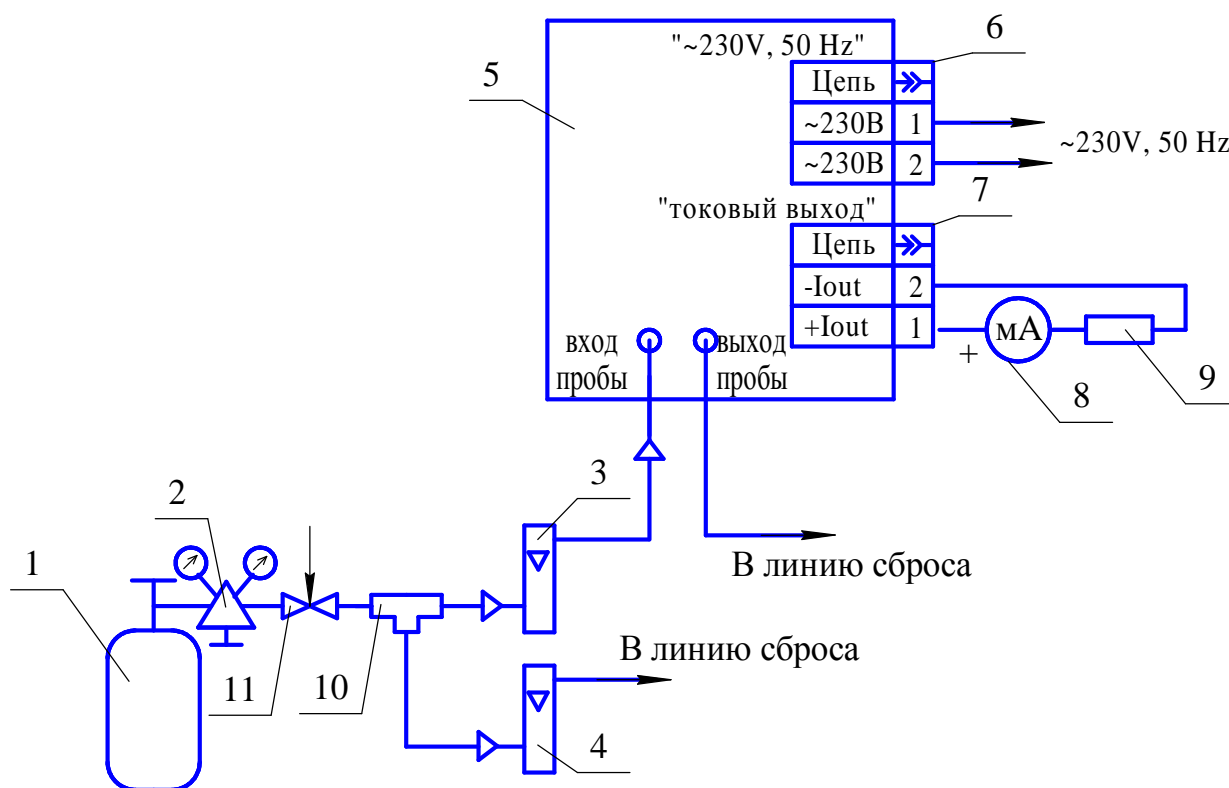 6
"~230V, 50 Hz"
5
Цепь
~230В 1
~230В 2
~230V, 50 Hz
7
"токовый выход"
Цепь
-Iout 2
+Iout 1
+
мА
8
9
вход
пробы
выход
пробы
3
2
1
В линию сброса
В линию сброса
11
10
4